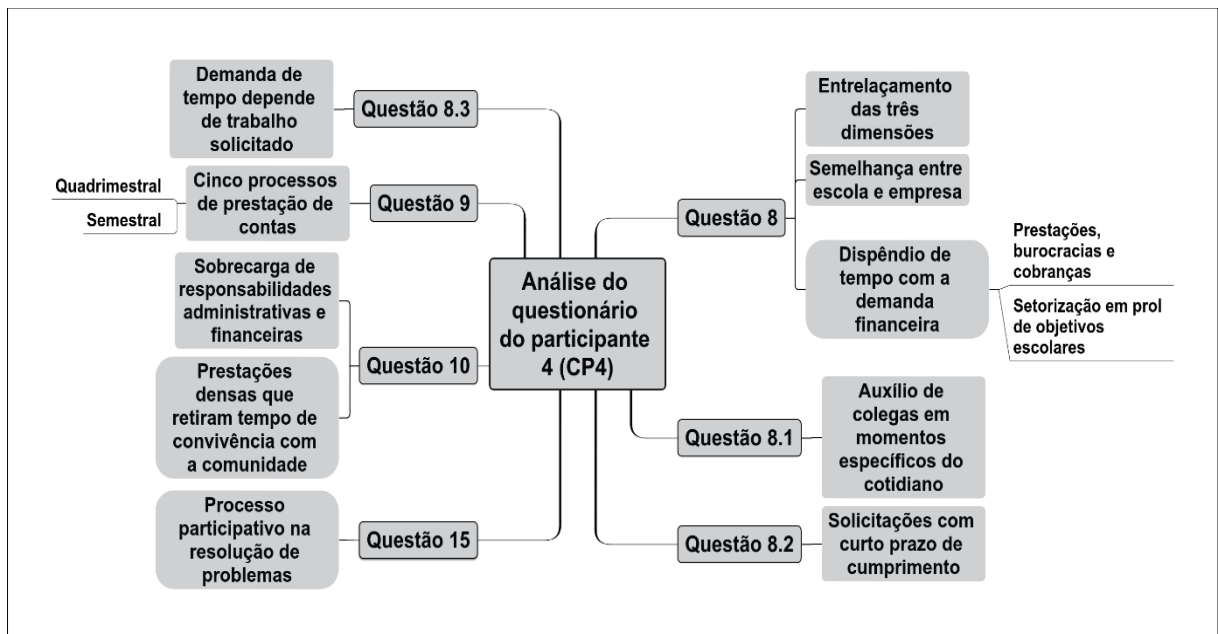 Demanda de
tempo depende
de trabalho
solicitado
Questão 8.3
Quadrimestral
Semestral
Cinco processos
de prestação de
contas
Questão 9
Sobrecarga de
responsabilidades
administrativas e
financeiras
Prestações
densas que
retiram tempo de
convivência com
a comunidade
Questão 10
Processo
participativo na
resolução de
problemas
Questão 15
Análise do
questionário
do participante
4 (CP4)
Questão 8
Entrelaçamento
das três
dimensões
Semelhança entre
escola e empresa
Dispêndio de
tempo com a
demanda
financeira
Prestações,
burocracias e
cobranças
Setorização em prol
de objetivos
escolares
Questão 8.1
Auxílio de
colegas em
momentos
específicos do
cotidiano
Questão 8.2
Solicitações com
curto prazo de
cumprimento